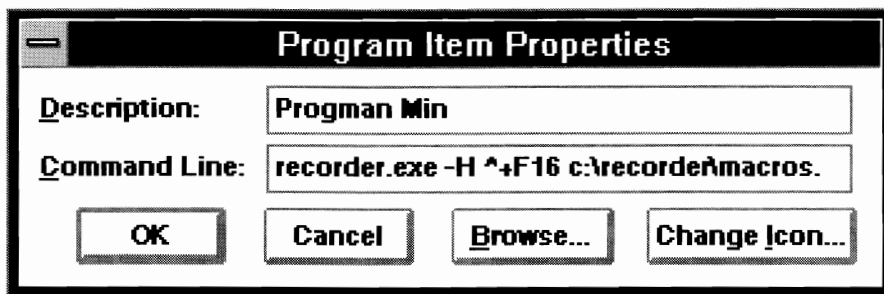 Program Item Properties
Description: Progman Min
Command Line: recorder.exe -H ^+F16 c:\recorder\macros.
OK Cancel Browse... Change Icon...